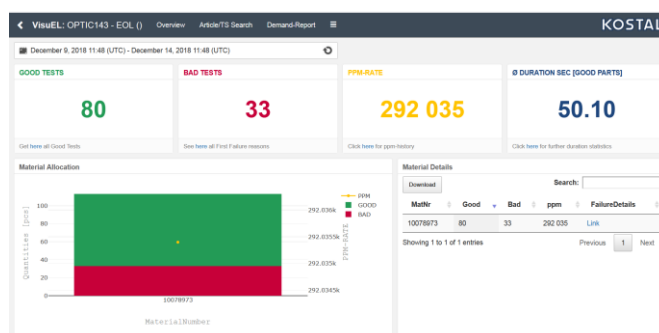 VisuEL: OPTIC143 - EOL () Overview Article/TS Search Demand-Report KOSTAL
December 9, 2018 11:48 (UTC) - December 14, 2018 11:48 (UTC)
GOOD TESTS
80
Get here all Good Tests
BAD TESTS
33
See here all First Failure reasons
PPM-RATE
292 035
Click here for ppm-history
Ø DURATION SEC [GOOD PARTS]
50.10
Click here for further duration statistics
Material Allocation
PPM
GOOD
BAD
100
80
60
40
20
0
Quantities [pcs]
292.036k
292.0355k
292.035k
292.0345k
PPM-RATE
10078973
MaterialNumber
Material Details
Download Search:
MatNr Good Bad ppm FailureDetails
10078973 80 33 292 035 Link
Showing 1 to 1 of 1 entries
Previous 1 Next